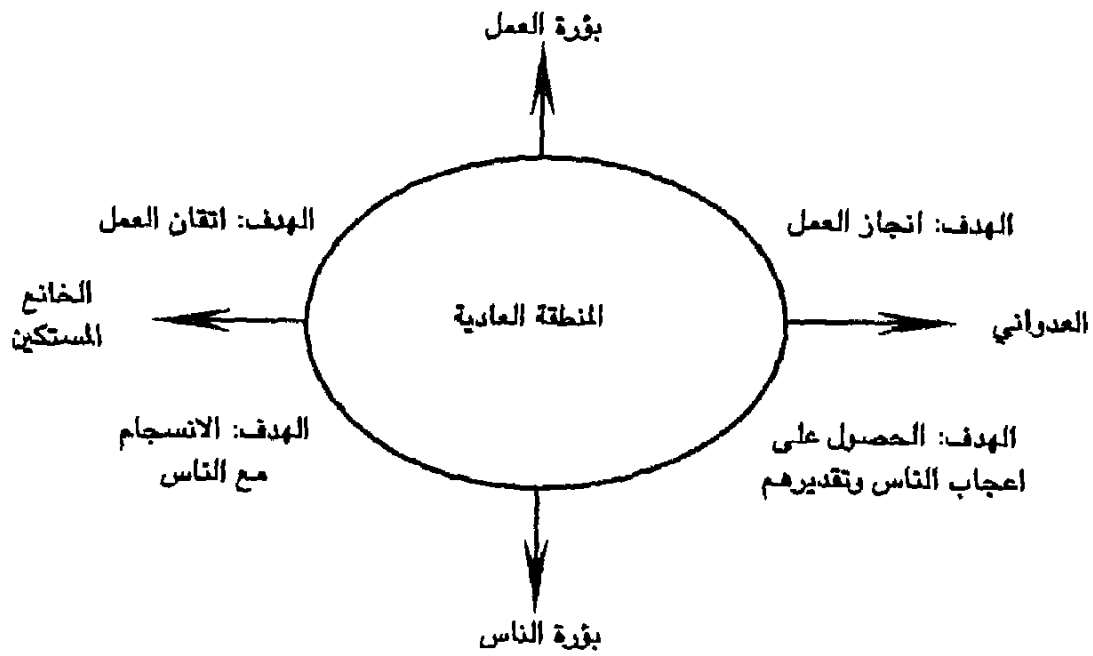 بؤرة العمل
الهدف: انجاز العمل
الهدف: اتقان العمل
العدواني
المنطقة العادية
الخانع
المستكين
الهدف: الحصول على
اعجاب الناس وتقديرهم
الهدف: الانسجام
مع الناس
بؤرة الناس